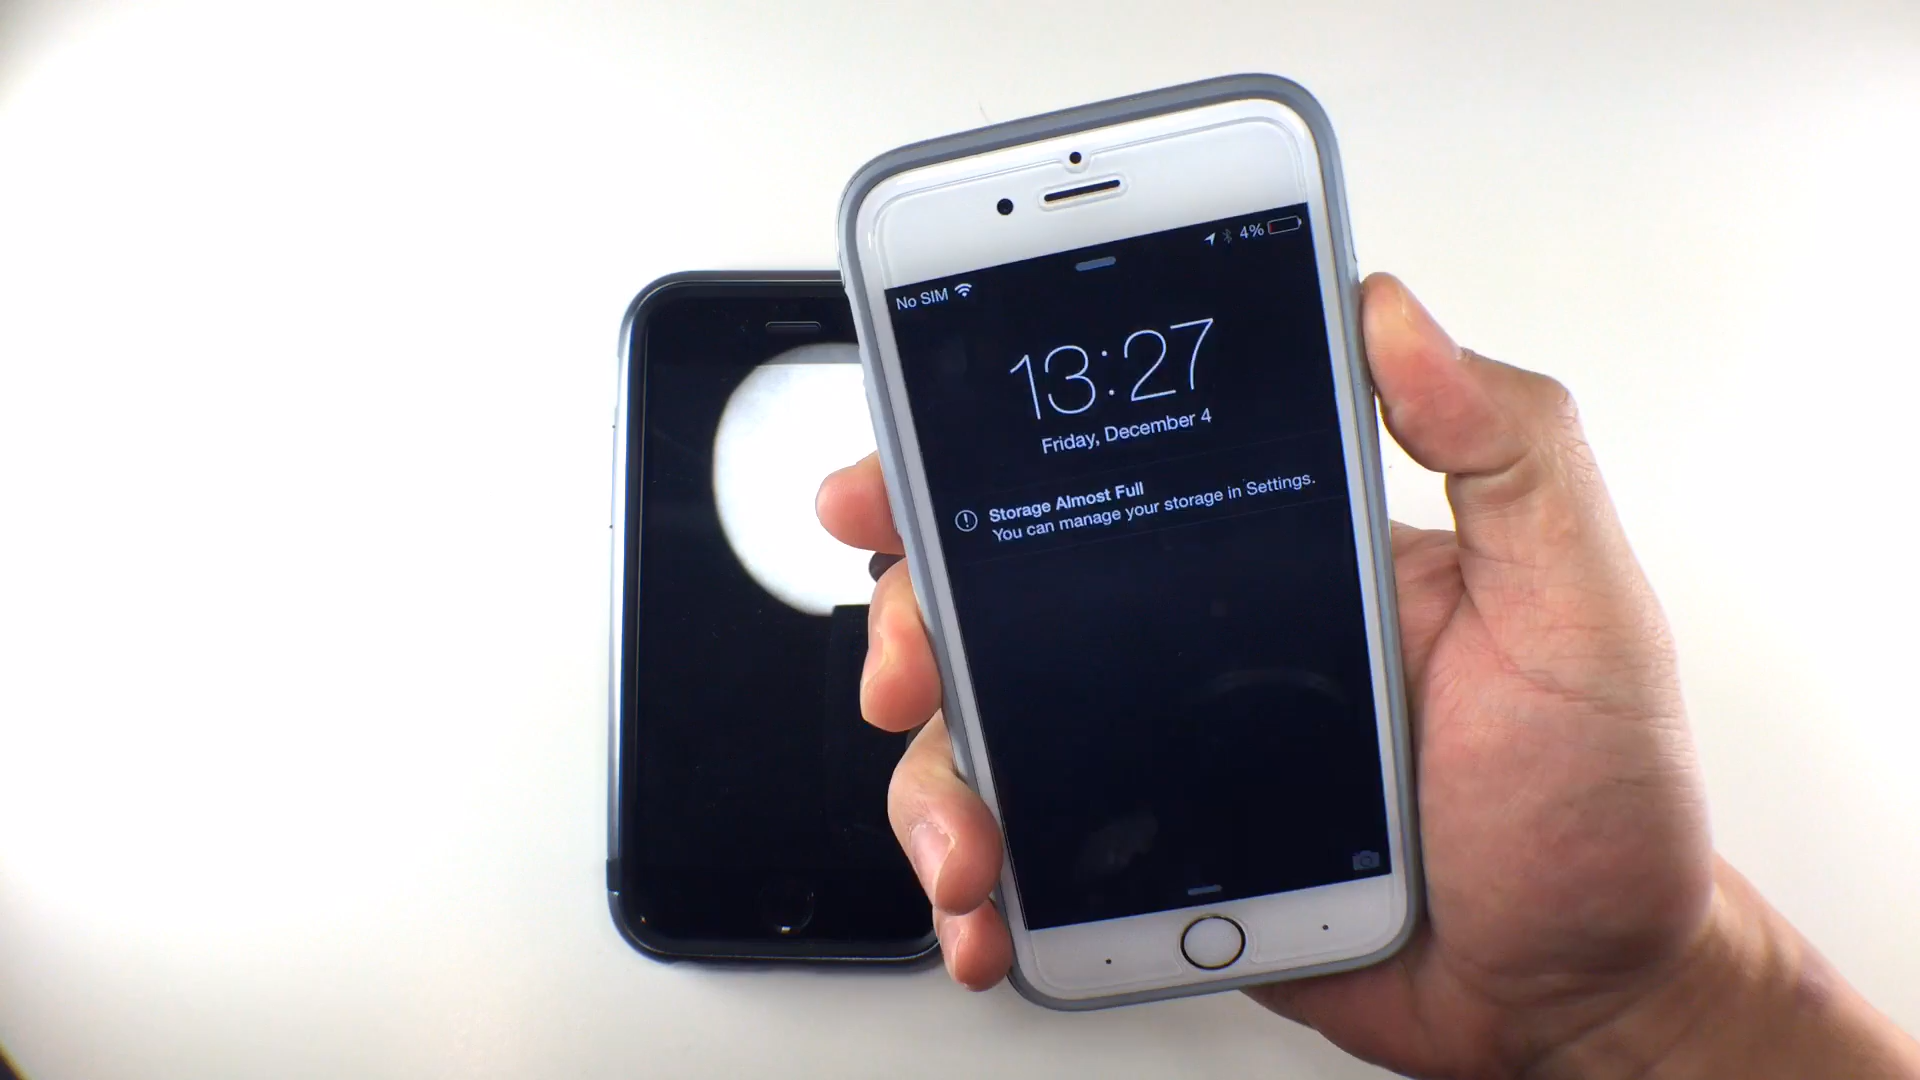 4%
No SIM
13:27
Friday, December 4
Storage Almost Full
You can manage your storage in Settings.